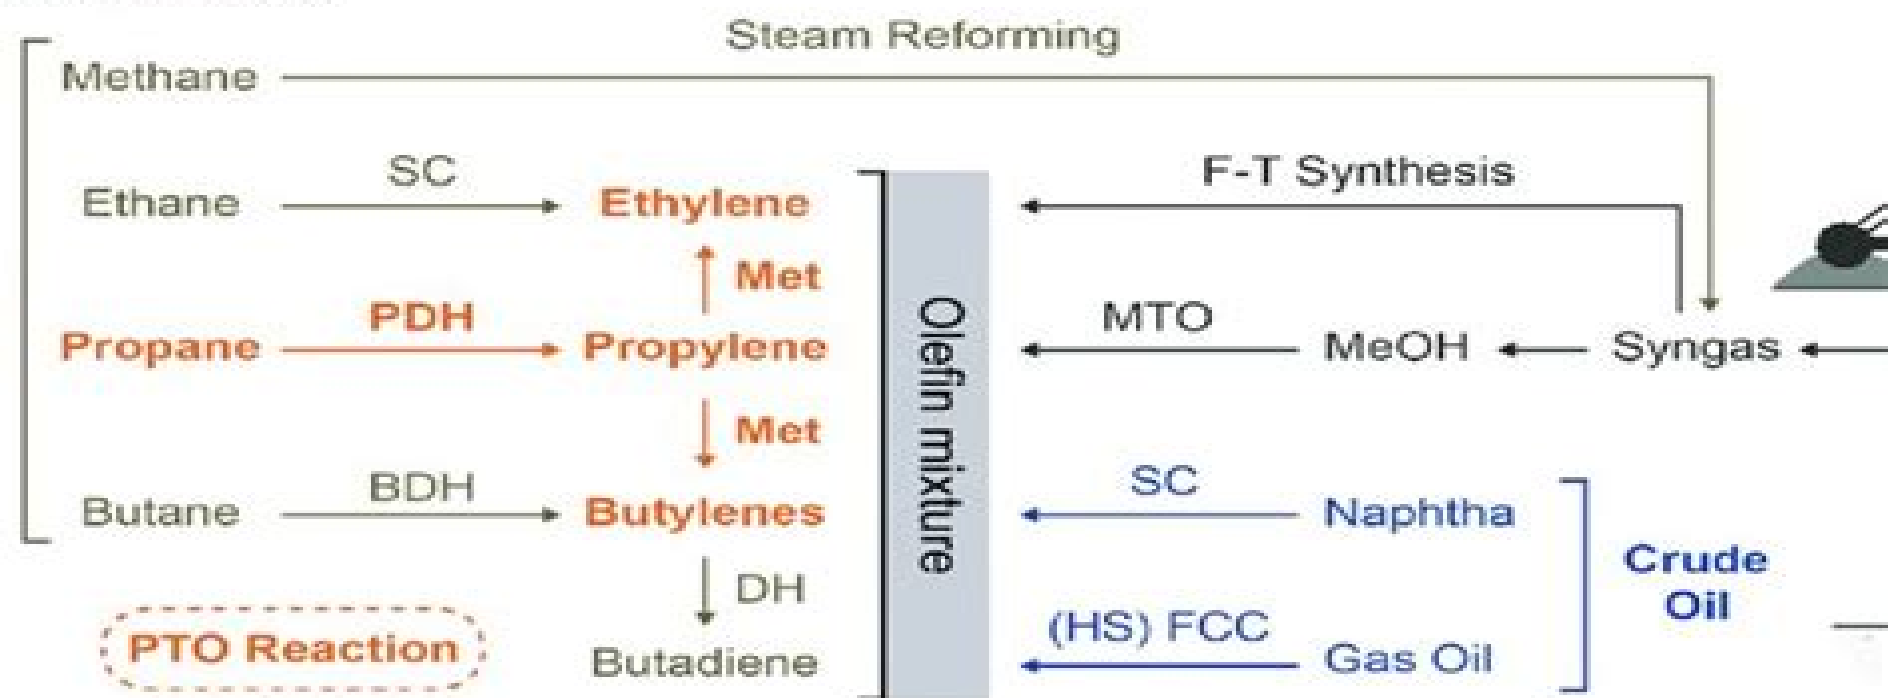 Steam Reforming
Methane
SC
F-T Synthesis
Ethane
Ethylene
Met
PDH
MTO
Propane
Propylene
MeOH
Syngas
Met
Olefin mixture
BDH
SC
Butane
Butylenes
Naphtha
Crude
Oil
DH
(HS) FCC
PTO Reaction
Butadiene
Gas Oil